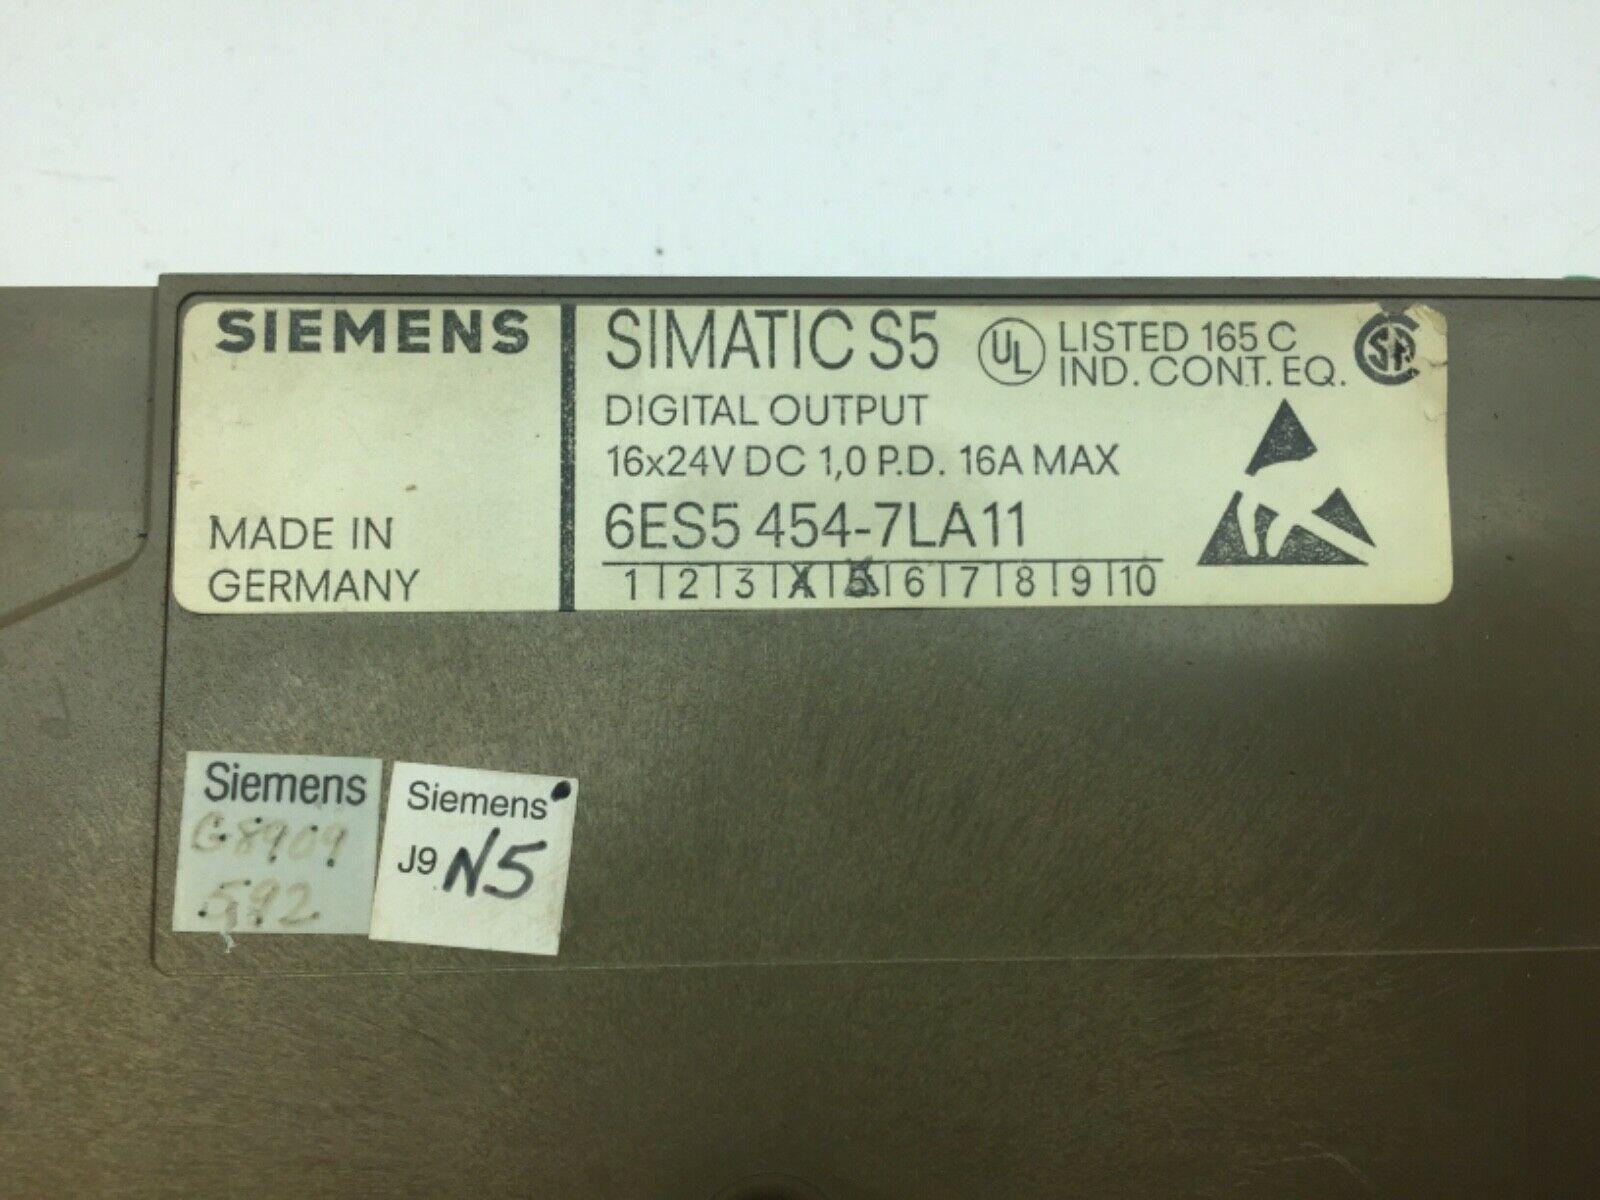 SIEMENS
MADE IN
GERMANY
SIMATIC S5
DIGITAL OUTPUT
16x24V DC 1,0 P.D. 16A MAX
6ES5 454-7LA11
1 | 2 | 3 | 4 | 5 | 6 | 7 | 8 | 9 | 10
UL
LISTED 165 C
IND. CONT. EQ.
SA
Siemens
G8909
592
Siemens
J9 N5